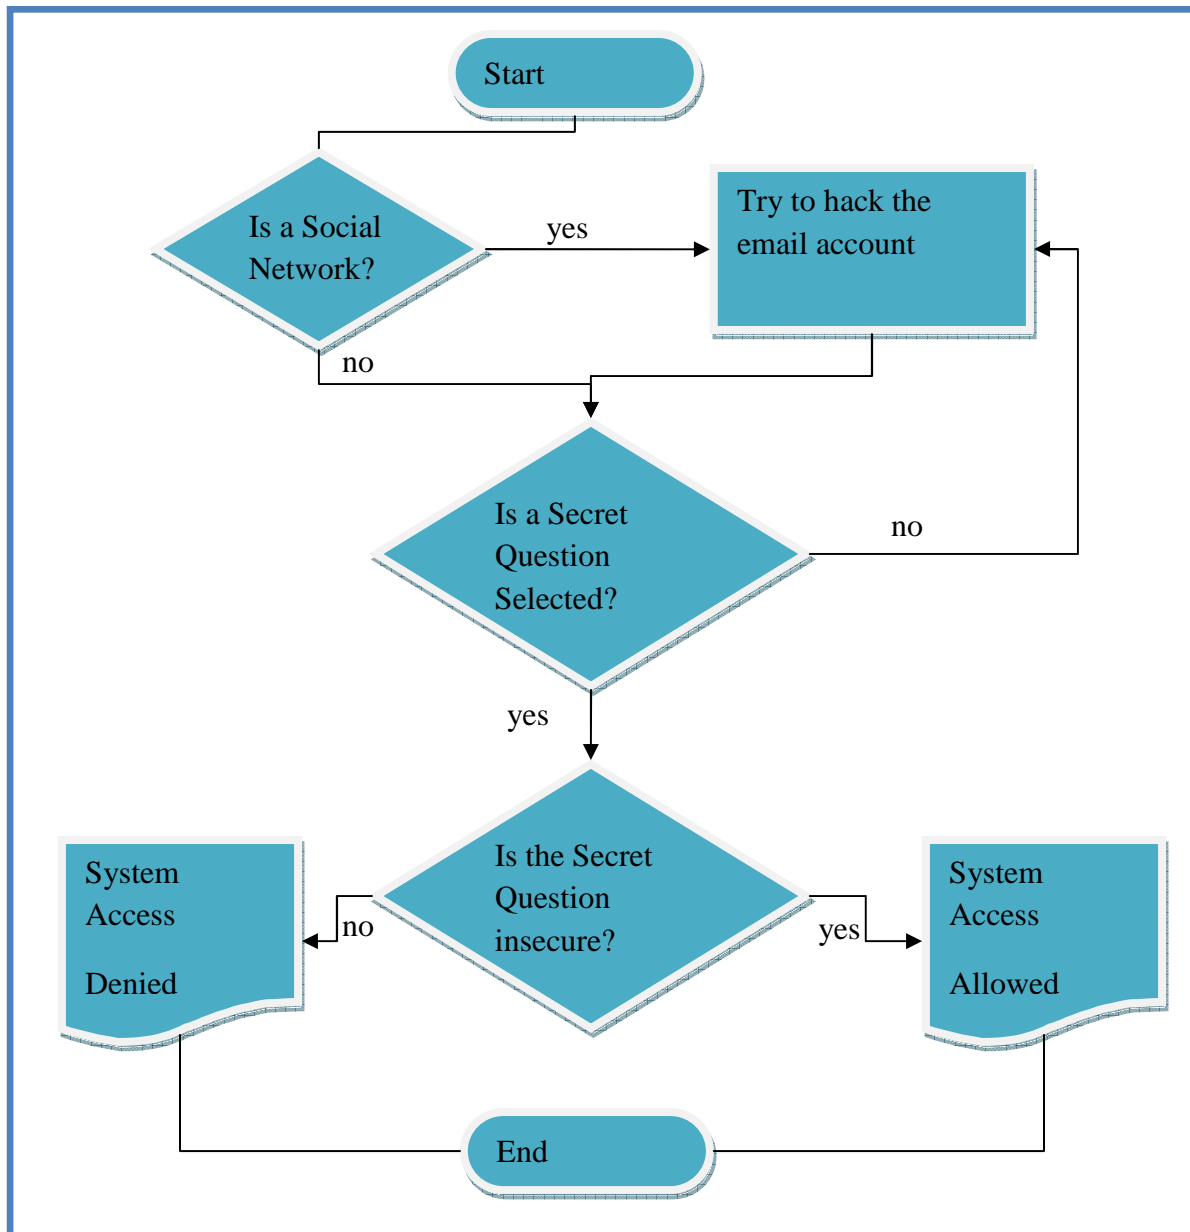 Start
Is a Social
Network?
yes
Try to hack the
email account
no
Is a Secret
Question
Selected?
no
yes
System
Access
Denied
no
Is the Secret
Question
insecure?
yes
System
Access
Allowed
End